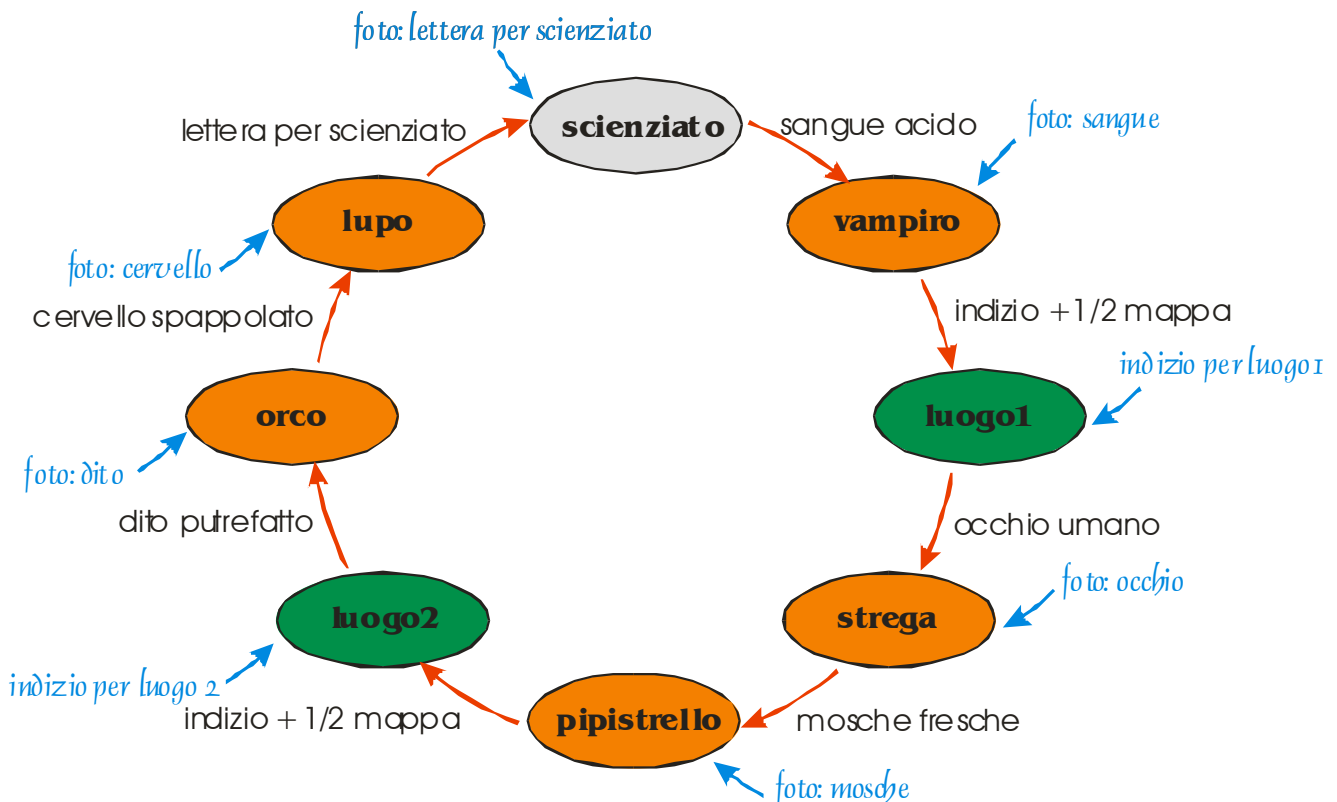 foto: lettera per scienziato
scienziato
lettera per scienziato
sangue acido
foto: sangue
lupo
vampiro
foto: cervello
cervello spappolato
indizio + 1/2 mappa
indizio per luogo1
orco
luogo1
foto: dito
dito putrefatto
occhio umano
foto: occhio
luogo2
strega
indizio per luogo 2
indizio + 1/2 mappa
pipistrello
mosche fresche
foto: mosche